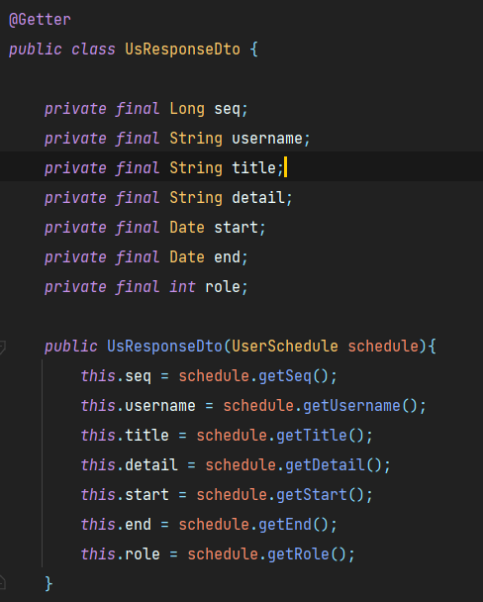 @Getter
public class UsResponseDto {
private final Long seq;
private final String username;
private final String title;
private final String detail;
private final Date start;
private final Date end;
private final int role;
public UsResponseDto(UserSchedule schedule){
this.seq = schedule.getSeq();
this.username = schedule.getUsername();
this.title = schedule.getTitle();
this.detail = schedule.getDetail();
this.start = schedule.getStart();
this.end = schedule.getEnd();
this.role = schedule.getRole();
}